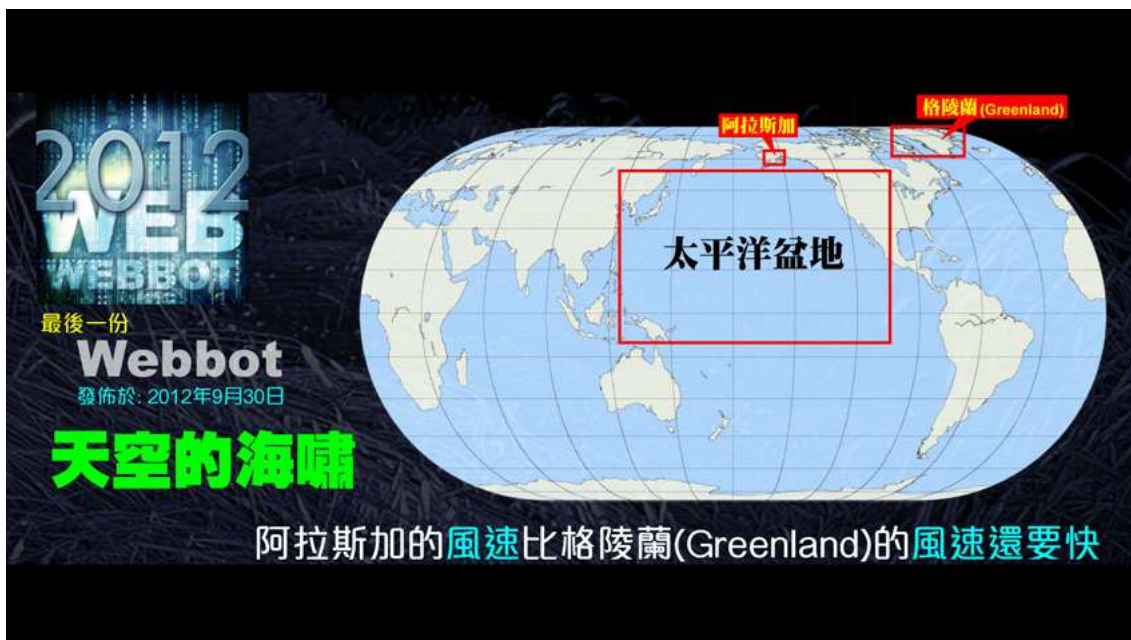 2012
WEB
WEBBOT
最後一份
Webbot
發佈於: 2012年9月30日
天空的海嘯
阿拉斯加
格陵蘭(Greenland)
太平洋盆地
阿拉斯加的風速比格陵蘭(Greenland)的風速還要快